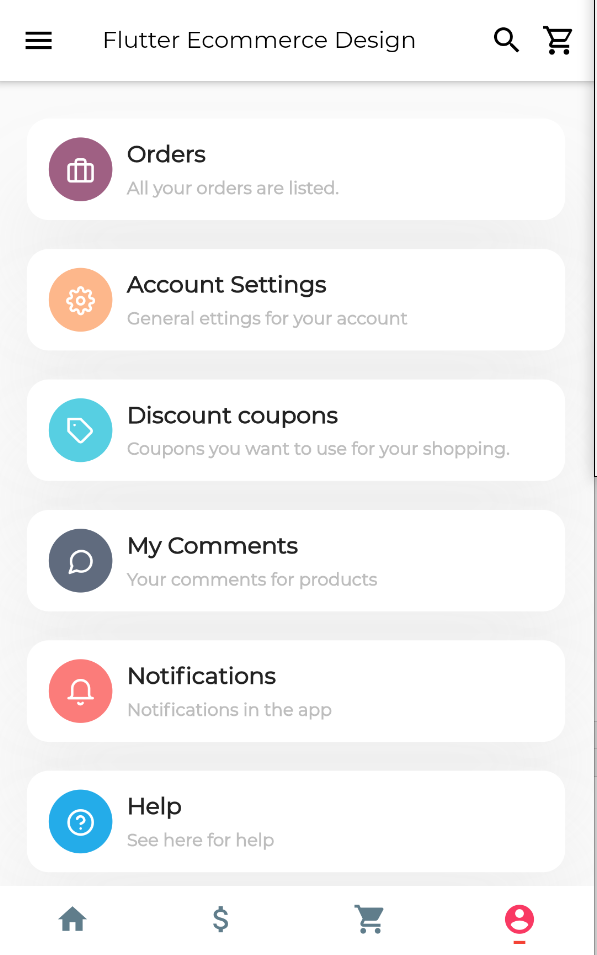 Flutter Ecommerce Design
Orders
All your orders are listed.
Account Settings
General ettings for your account
Discount coupons
Coupons you want to use for your shopping.
My Comments
Your comments for products
Notifications
Notifications in the app
Help
See here for help